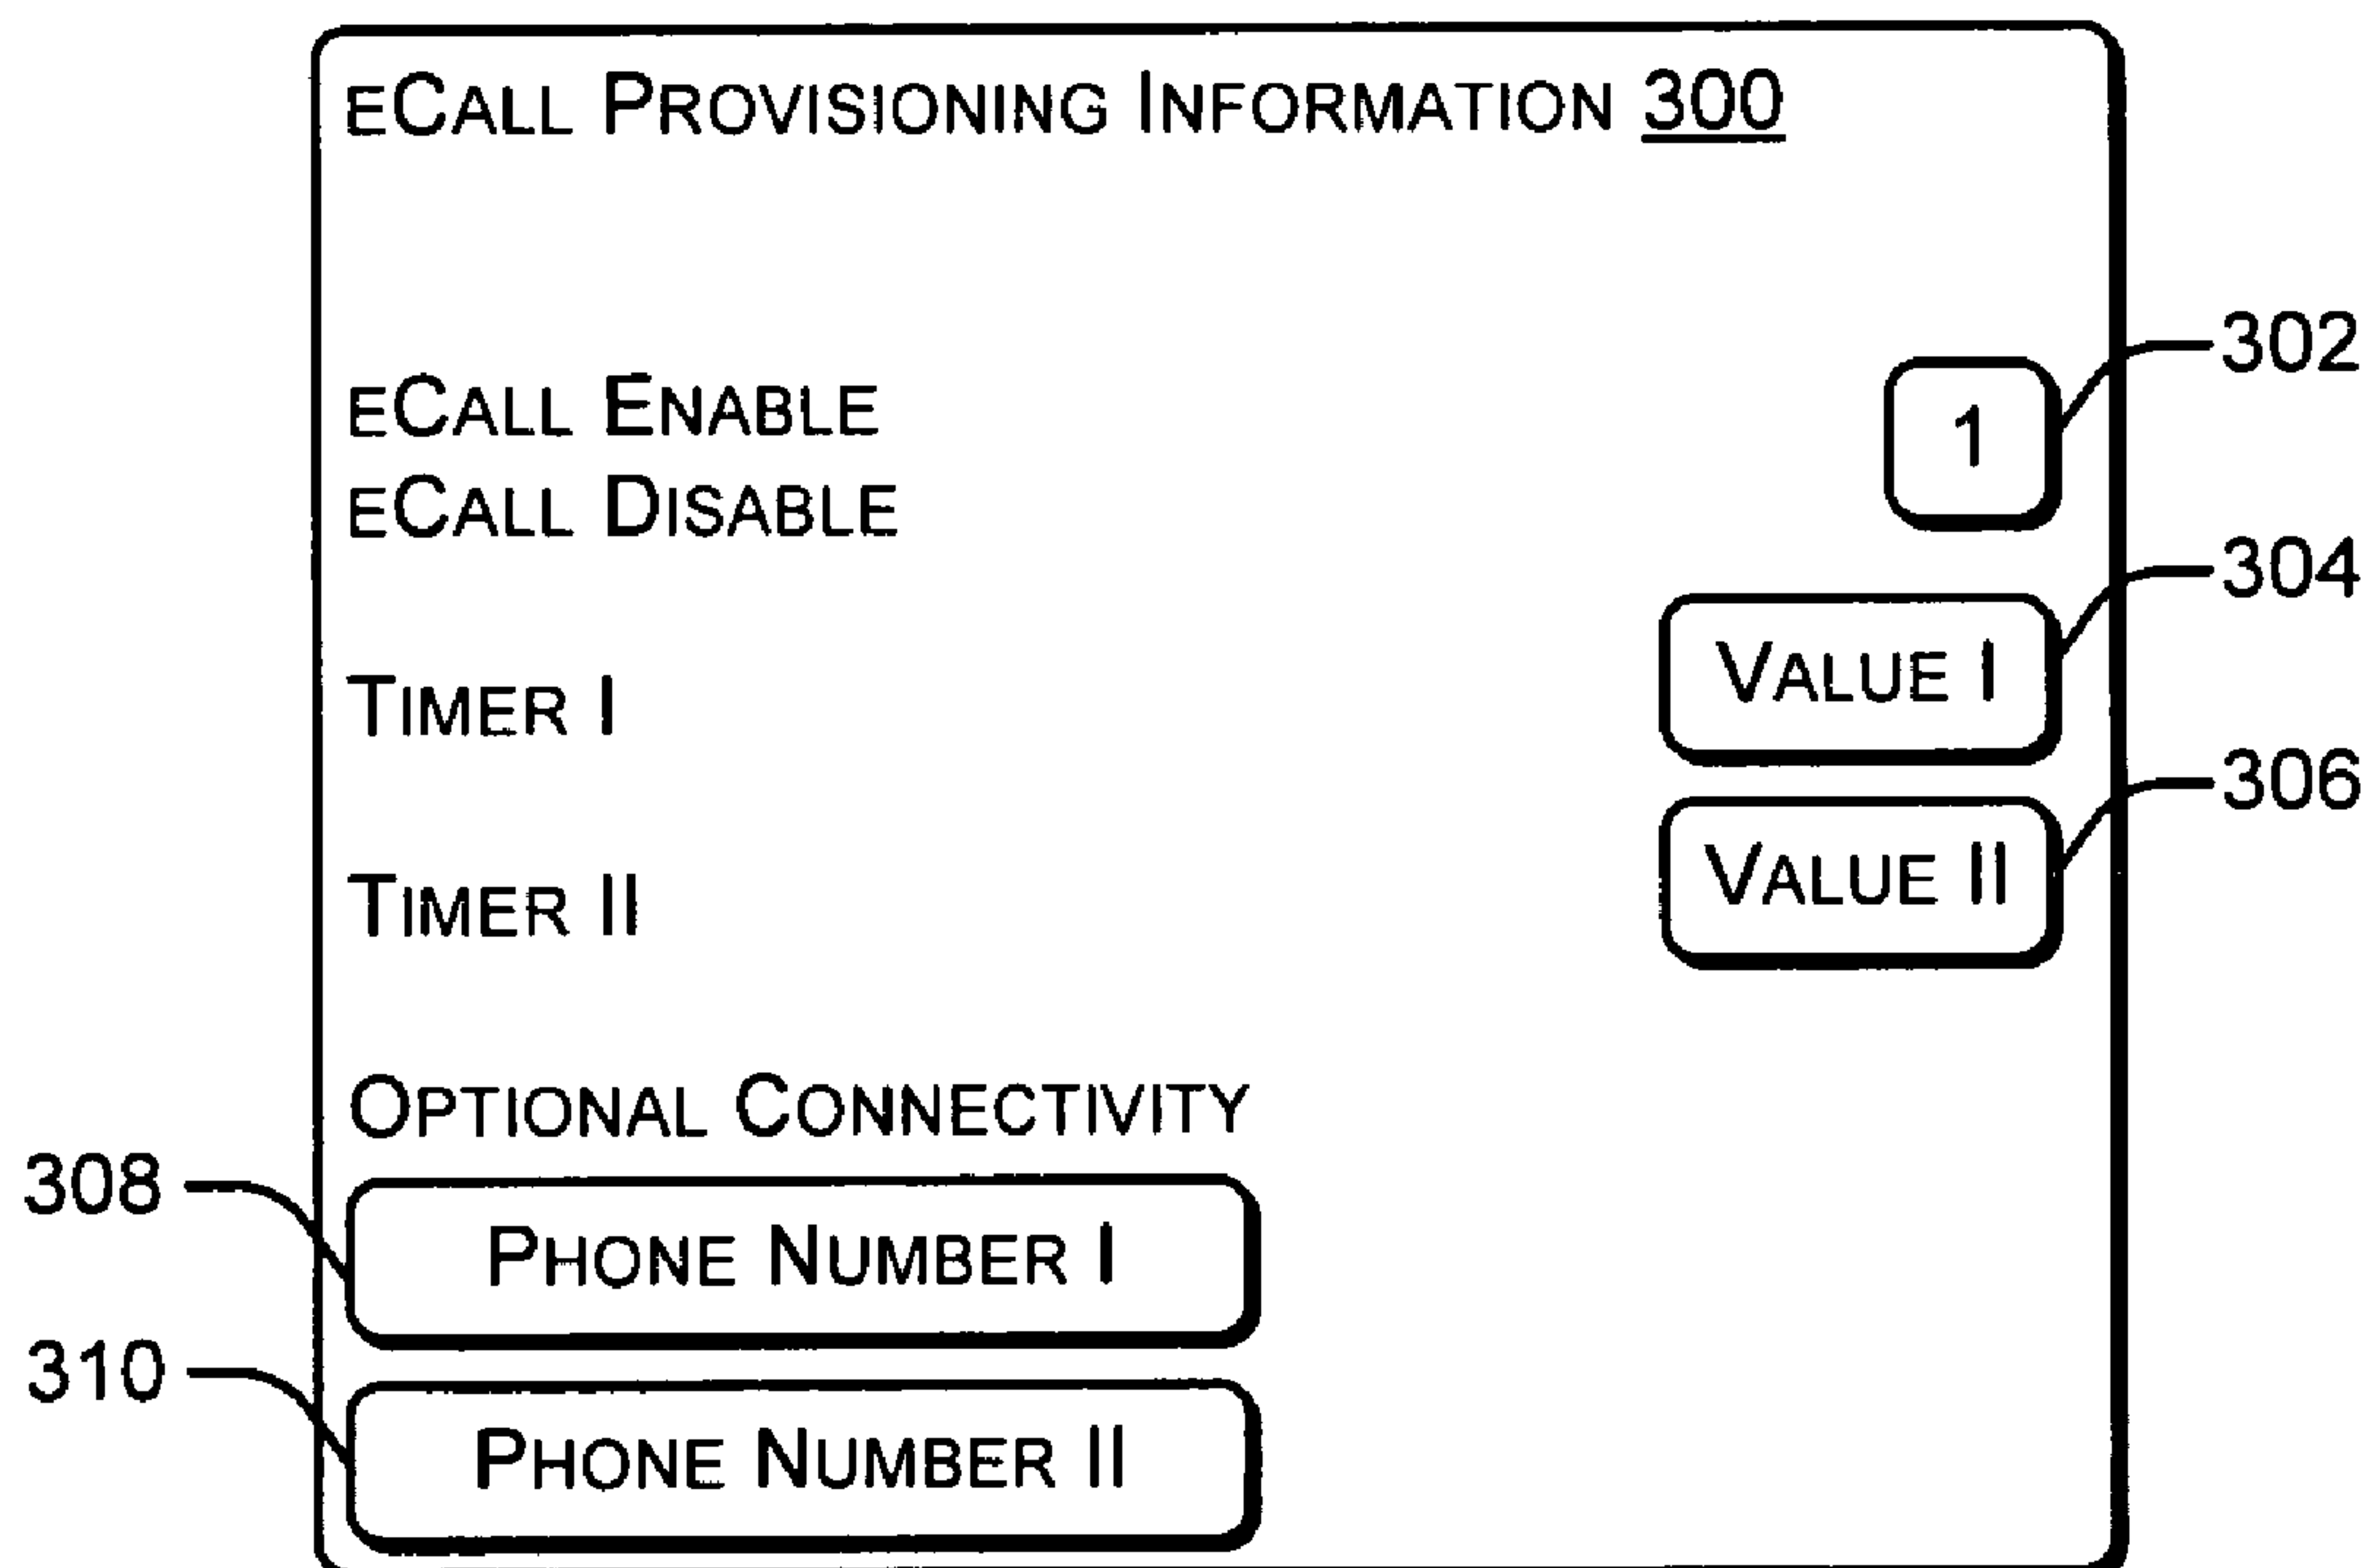 eCall Provisioning Information 300
302
eCall Enable
1
eCall Disable
304
Value I
Timer I
306
Value II
Timer II
Optional Connectivity
308
Phone Number I
310
Phone Number II